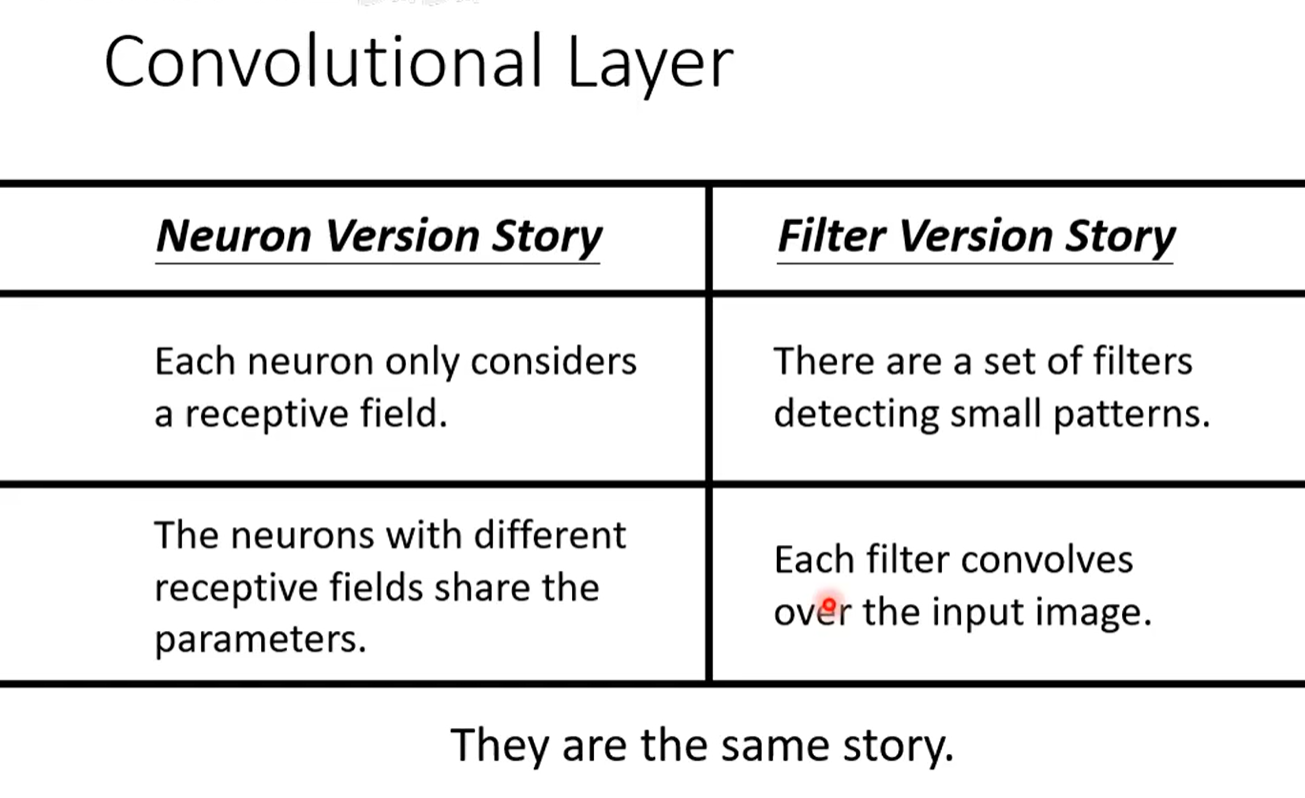 Convolutional Layer
Neuron Version Story
Filter Version Story
Each neuron only considers
a receptive field.
There are a set of filters
detecting small patterns.
The neurons with different
receptive fields share the
parameters.
Each filter convolves
over the input image.
They are the same story.